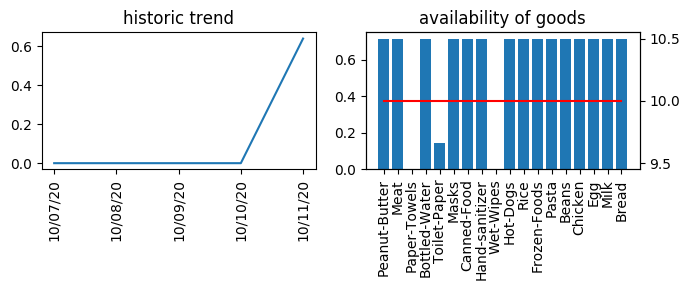 historic trend
0.6
0.4
0.2
0.0
10/07/20
10/08/20
10/09/20
10/10/20
10/11/20
availability of goods
0.6
0.4
0.2
0.0
10.5
10.0
9.5
Peanut-Butter
Meat
Paper-Towels
Bottled-Water
Toilet-Paper
Masks
Canned-Food
Hand-sanitizer
Wet-Wipes
Hot-Dogs
Rice
Frozen-Foods
Pasta
Beans
Chicken
Egg
Milk
Bread